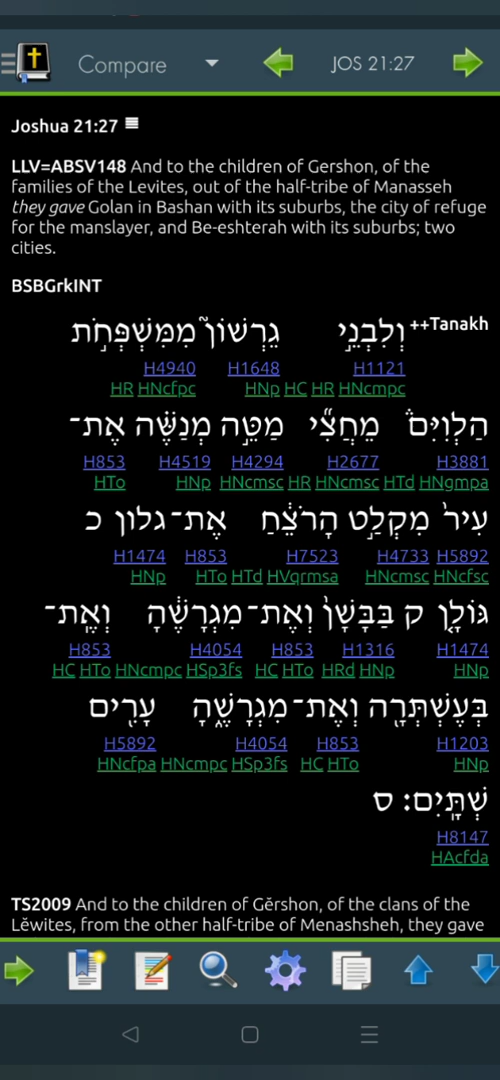 Compare
JOS 21:27
Joshua 21:27
LLV=ABSV148 And to the children of Gershon, of the
families of the Levites, out of the half-tribe of Manasseh
they gave Golan in Bashan with its suburbs, the city of refuge
for the manslayer, and Be-eshterah with its suburbs; two
cities.
BSBGrkINT
++Tanakh וְלִבְנֵ֣י גֵרְשׁוֹן֮ מִמִּשְׁפְּחֹ֣ת
H4940 H1648 H1121
HR HNcfpc HNp HC HR HNcmpc
הַלְוִיִּם֒ מֵחֲצִ֞י מַטֵּ֣ה מְנַשֶּׁ֗ה אֶת־
H853 H4519 H4294 H2677 H3881
HTo HNp HNcmsc HR HNcmsc HTd HNgmpa
עִיר֙ מִקְלַ֣ט הָרֹצֵ֔חַ אֶת־גלון כ
H1474 H853 H7523 H4733 H5892
HNp HTo HTd HVqrmsa HNcmsc HNcfsc
גּוֹלָ֤ן ק בַּבָּשָׁן֙ וְאֶת־מִגְרָשֶׁ֔הָ וְאֶֽת־
H853 H4054 H853 H1316 H1474
HC HTo HNcmpc HSp3fs HC HTo HRd HNp HNp
בְּעֶשְׁתְּרָ֖ה וְאֶת־מִגְרָשֶׁ֑הָ עָרִ֖ים
H5892 H4054 H853 H1203
HNcfpa HNcmpc HSp3fs HC HTo HNp
שְׁתָּֽיִם׃ ס
H8147
HAcfda
TS2009 And to the children of Gĕrshon, of the clans of the
Lĕwites, from the other half-tribe of Menashsheh, they gave